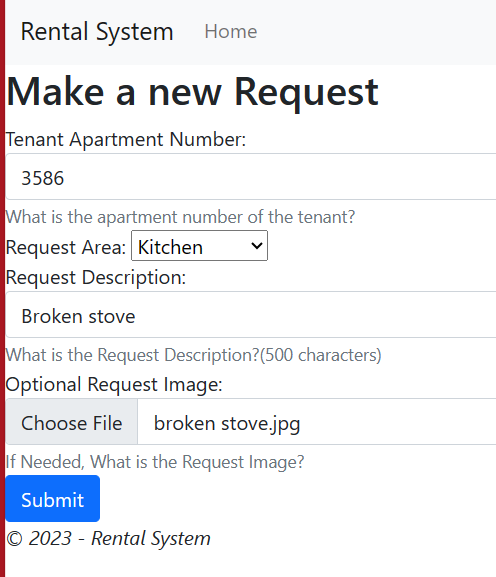 Rental System Home
Make a new Request
Tenant Apartment Number:
3586
What is the apartment number of the tenant?
Request Area: Kitchen
Request Description:
Broken stove
What is the Request Description?(500 characters)
Optional Request Image:
Choose File broken stove.jpg
If Needed, What is the Request Image?
Submit
© 2023 - Rental System